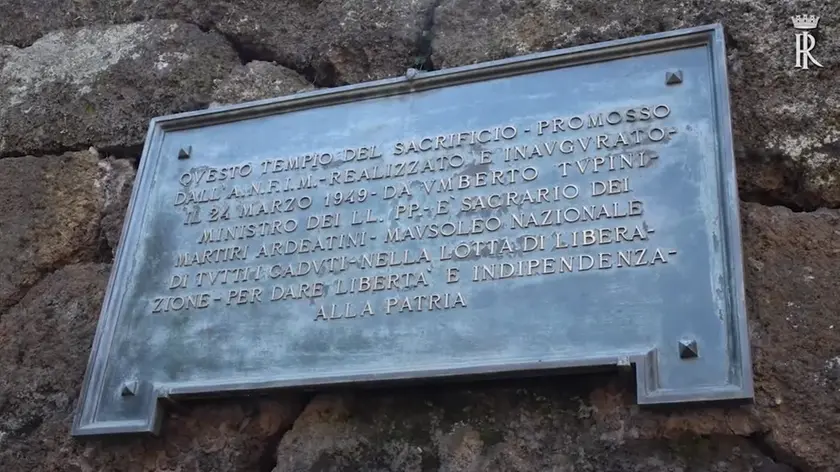 QVESTO TEMPIO DEL SACRIFICIO - PROMOSSO
DALL'A.N.F.I.M. - REALIZZATO E INAVGVRATO -
IL 24 MARZO 1949 - DA VMBERTO TVPINI -
MINISTRO DEI LL. PP. - E' SACRARIO DEI
MARTIRI ARDEATINI - MAVSOLEO NAZIONALE
DI TVTTI I CADVTI - NELLA LOTTA DI LIBERA-
ZIONE - PER DARE LIBERTA' E INDIPENDENZA -
ALLA PATRIA